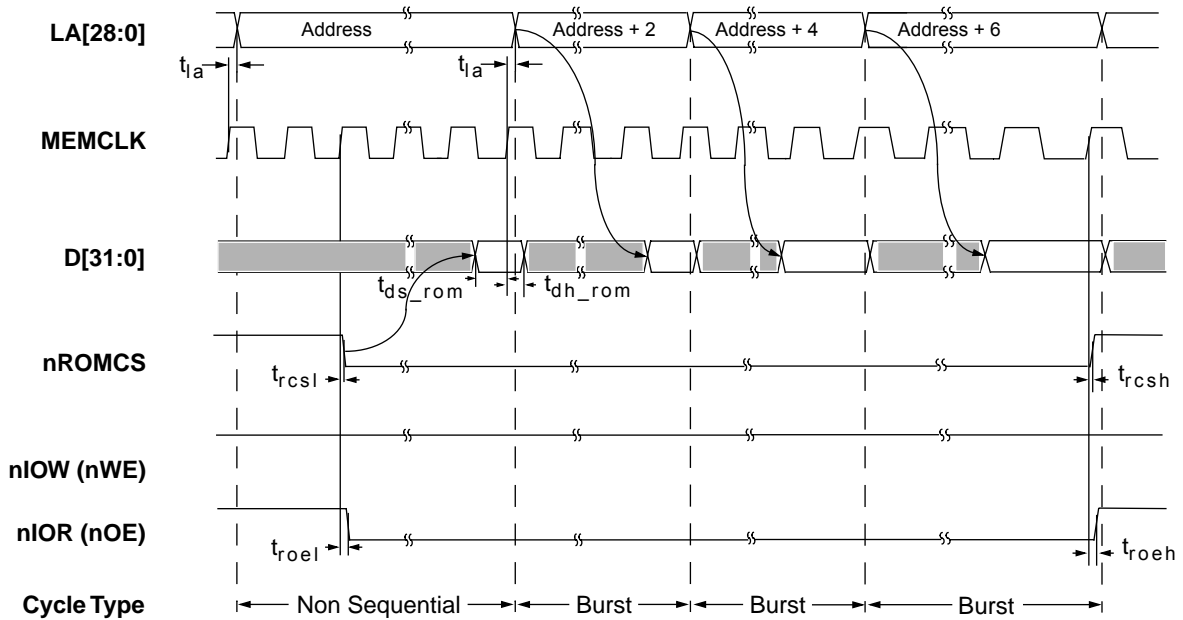 LA[28:0] Address Address + 2 Address + 4 Address + 6
tla tla
MEMCLK
D[31:0]
tds_rom tdh_rom
nROMCS
trcsl trcsh
nIOW (nWE)
nIOR (nOE)
troel troeh
Cycle Type Non Sequential Burst Burst Burst